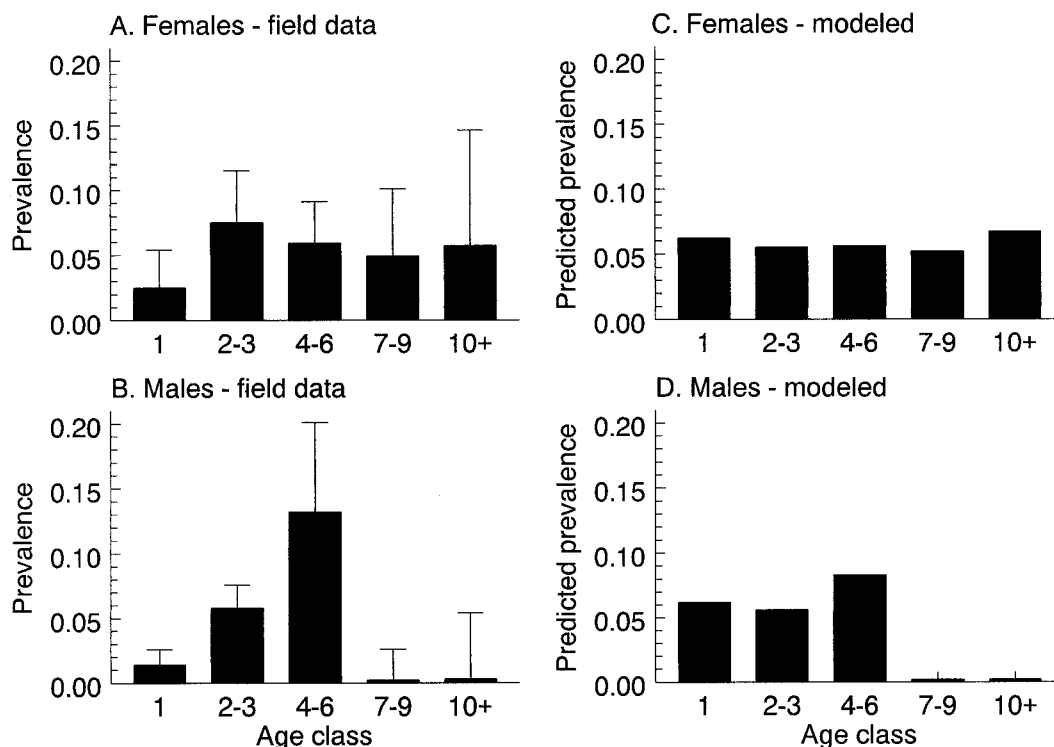 A. Females - field data
Prevalence
0.20
0.15
0.10
0.05
0.00
1 2-3 4-6 7-9 10+
C. Females - modeled
Predicted prevalence
0.20
0.15
0.10
0.05
0.00
1 2-3 4-6 7-9 10+
B. Males - field data
Prevalence
0.20
0.15
0.10
0.05
0.00
1 2-3 4-6 7-9 10+
Age class
D. Males - modeled
Predicted prevalence
0.20
0.15
0.10
0.05
0.00
1 2-3 4-6 7-9 10+
Age class